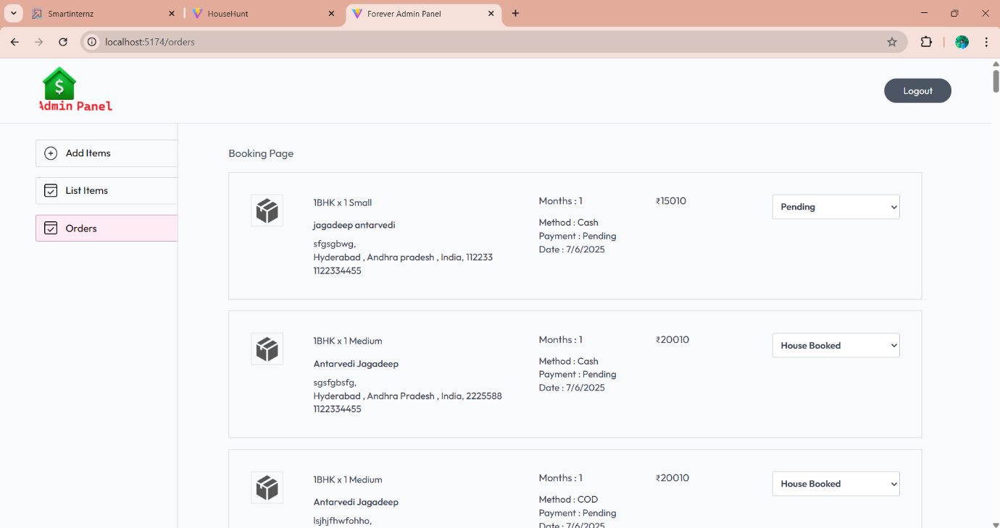 Smartinternz
HouseHunt
Forever Admin Panel
localhost:5174/orders
$
Admin Panel
Logout
Add Items
List Items
Orders
Booking Page
1BHK x 1 Small
jagadeep antarvedi
sfgsgbwg,
Hyderabad , Andhra pradesh , India, 112233
1122334455
Months : 1
Method : Cash
Payment : Pending
Date : 7/6/2025
₹15010
Pending
1BHK x 1 Medium
Antarvedi Jagadeep
sgsfgbsfg,
Hyderabad , Andhra Pradesh , India, 2225588
1122334455
Months : 1
Method : Cash
Payment : Pending
Date : 7/6/2025
₹20010
House Booked
1BHK x 1 Medium
Antarvedi Jagadeep
lsjhjfhwfohho,
Months : 1
Method : COD
Payment : Pending
Date : 7/6/2025
₹20010
House Booked